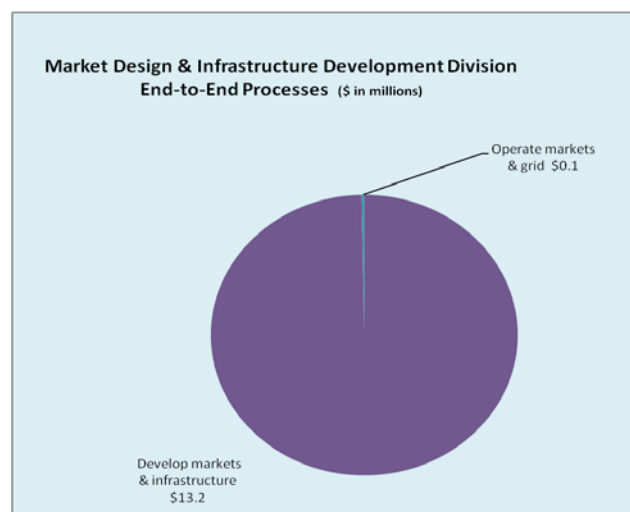 Market Design & Infrastructure Development Division
End-to-End Processes ($ in millions)
Operate markets
& grid $0.1
Develop markets
& infrastructure
$13.2